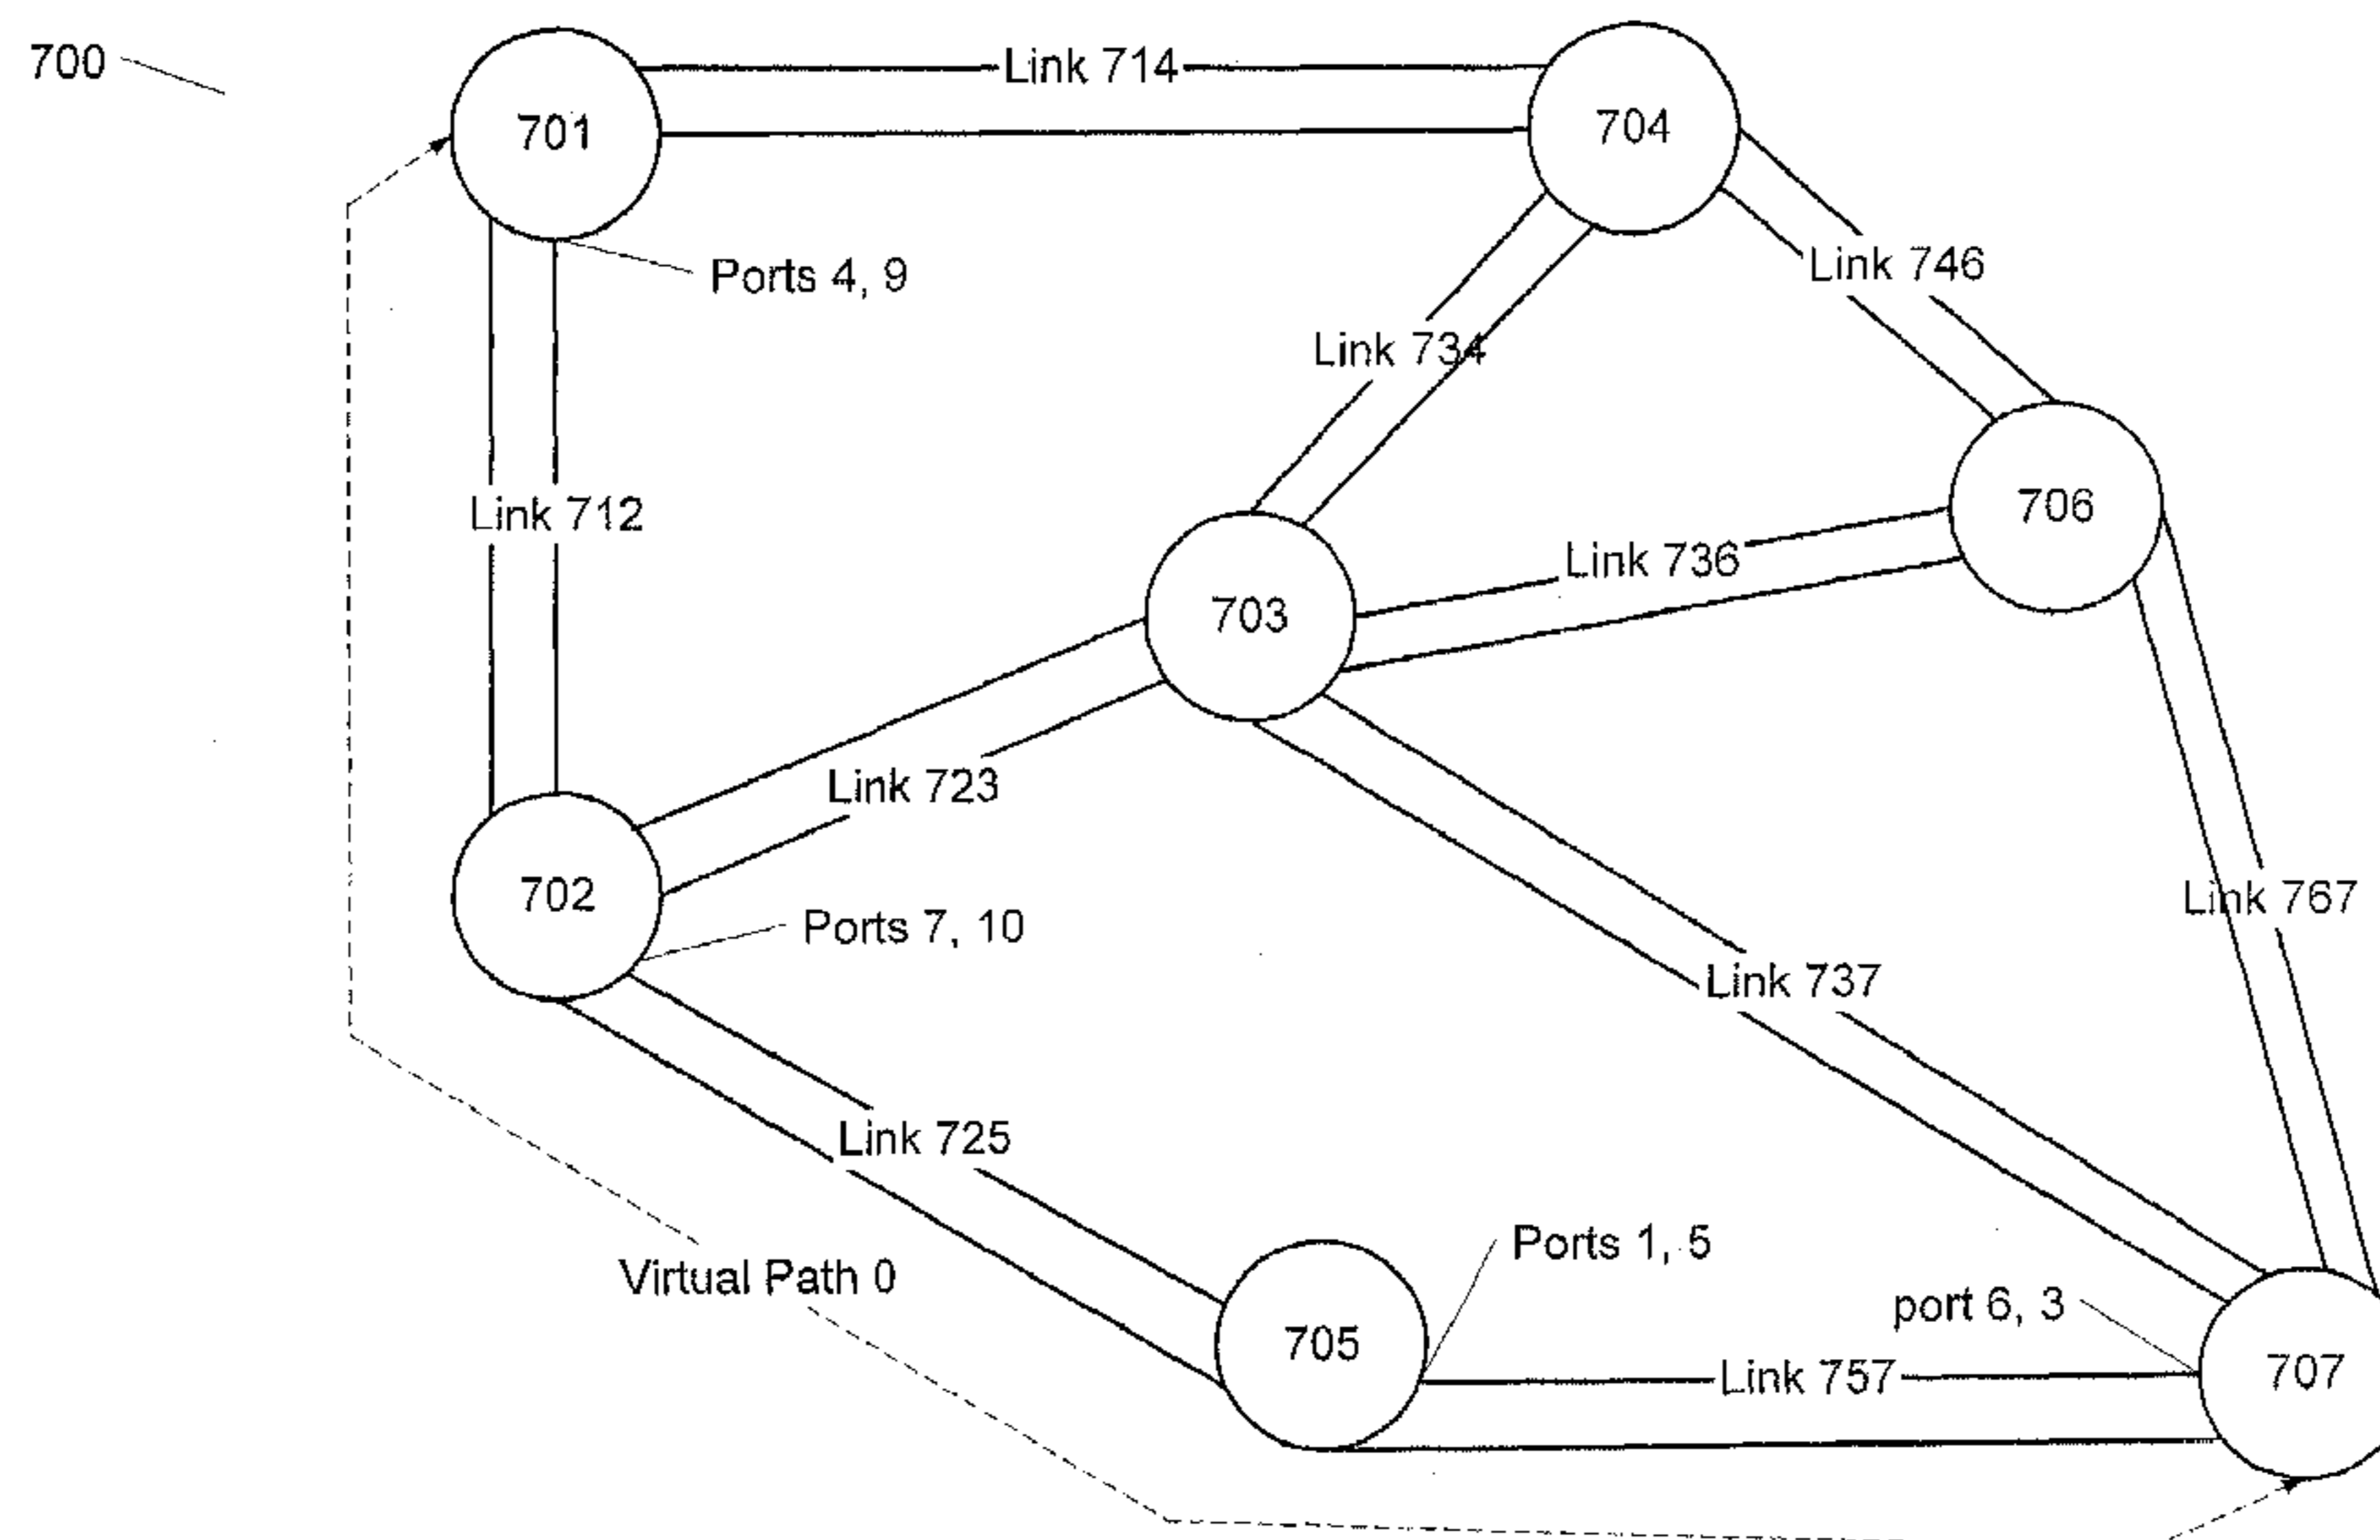 700
701
Link 714
704
Ports 4, 9
Link 746
Link 734
Link 712
706
Link 736
703
Link 723
702
Ports 7, 10
Link 767
Link 737
Link 725
Ports 1, 5
Virtual Path 0
port 6, 3
705
Link 757
707